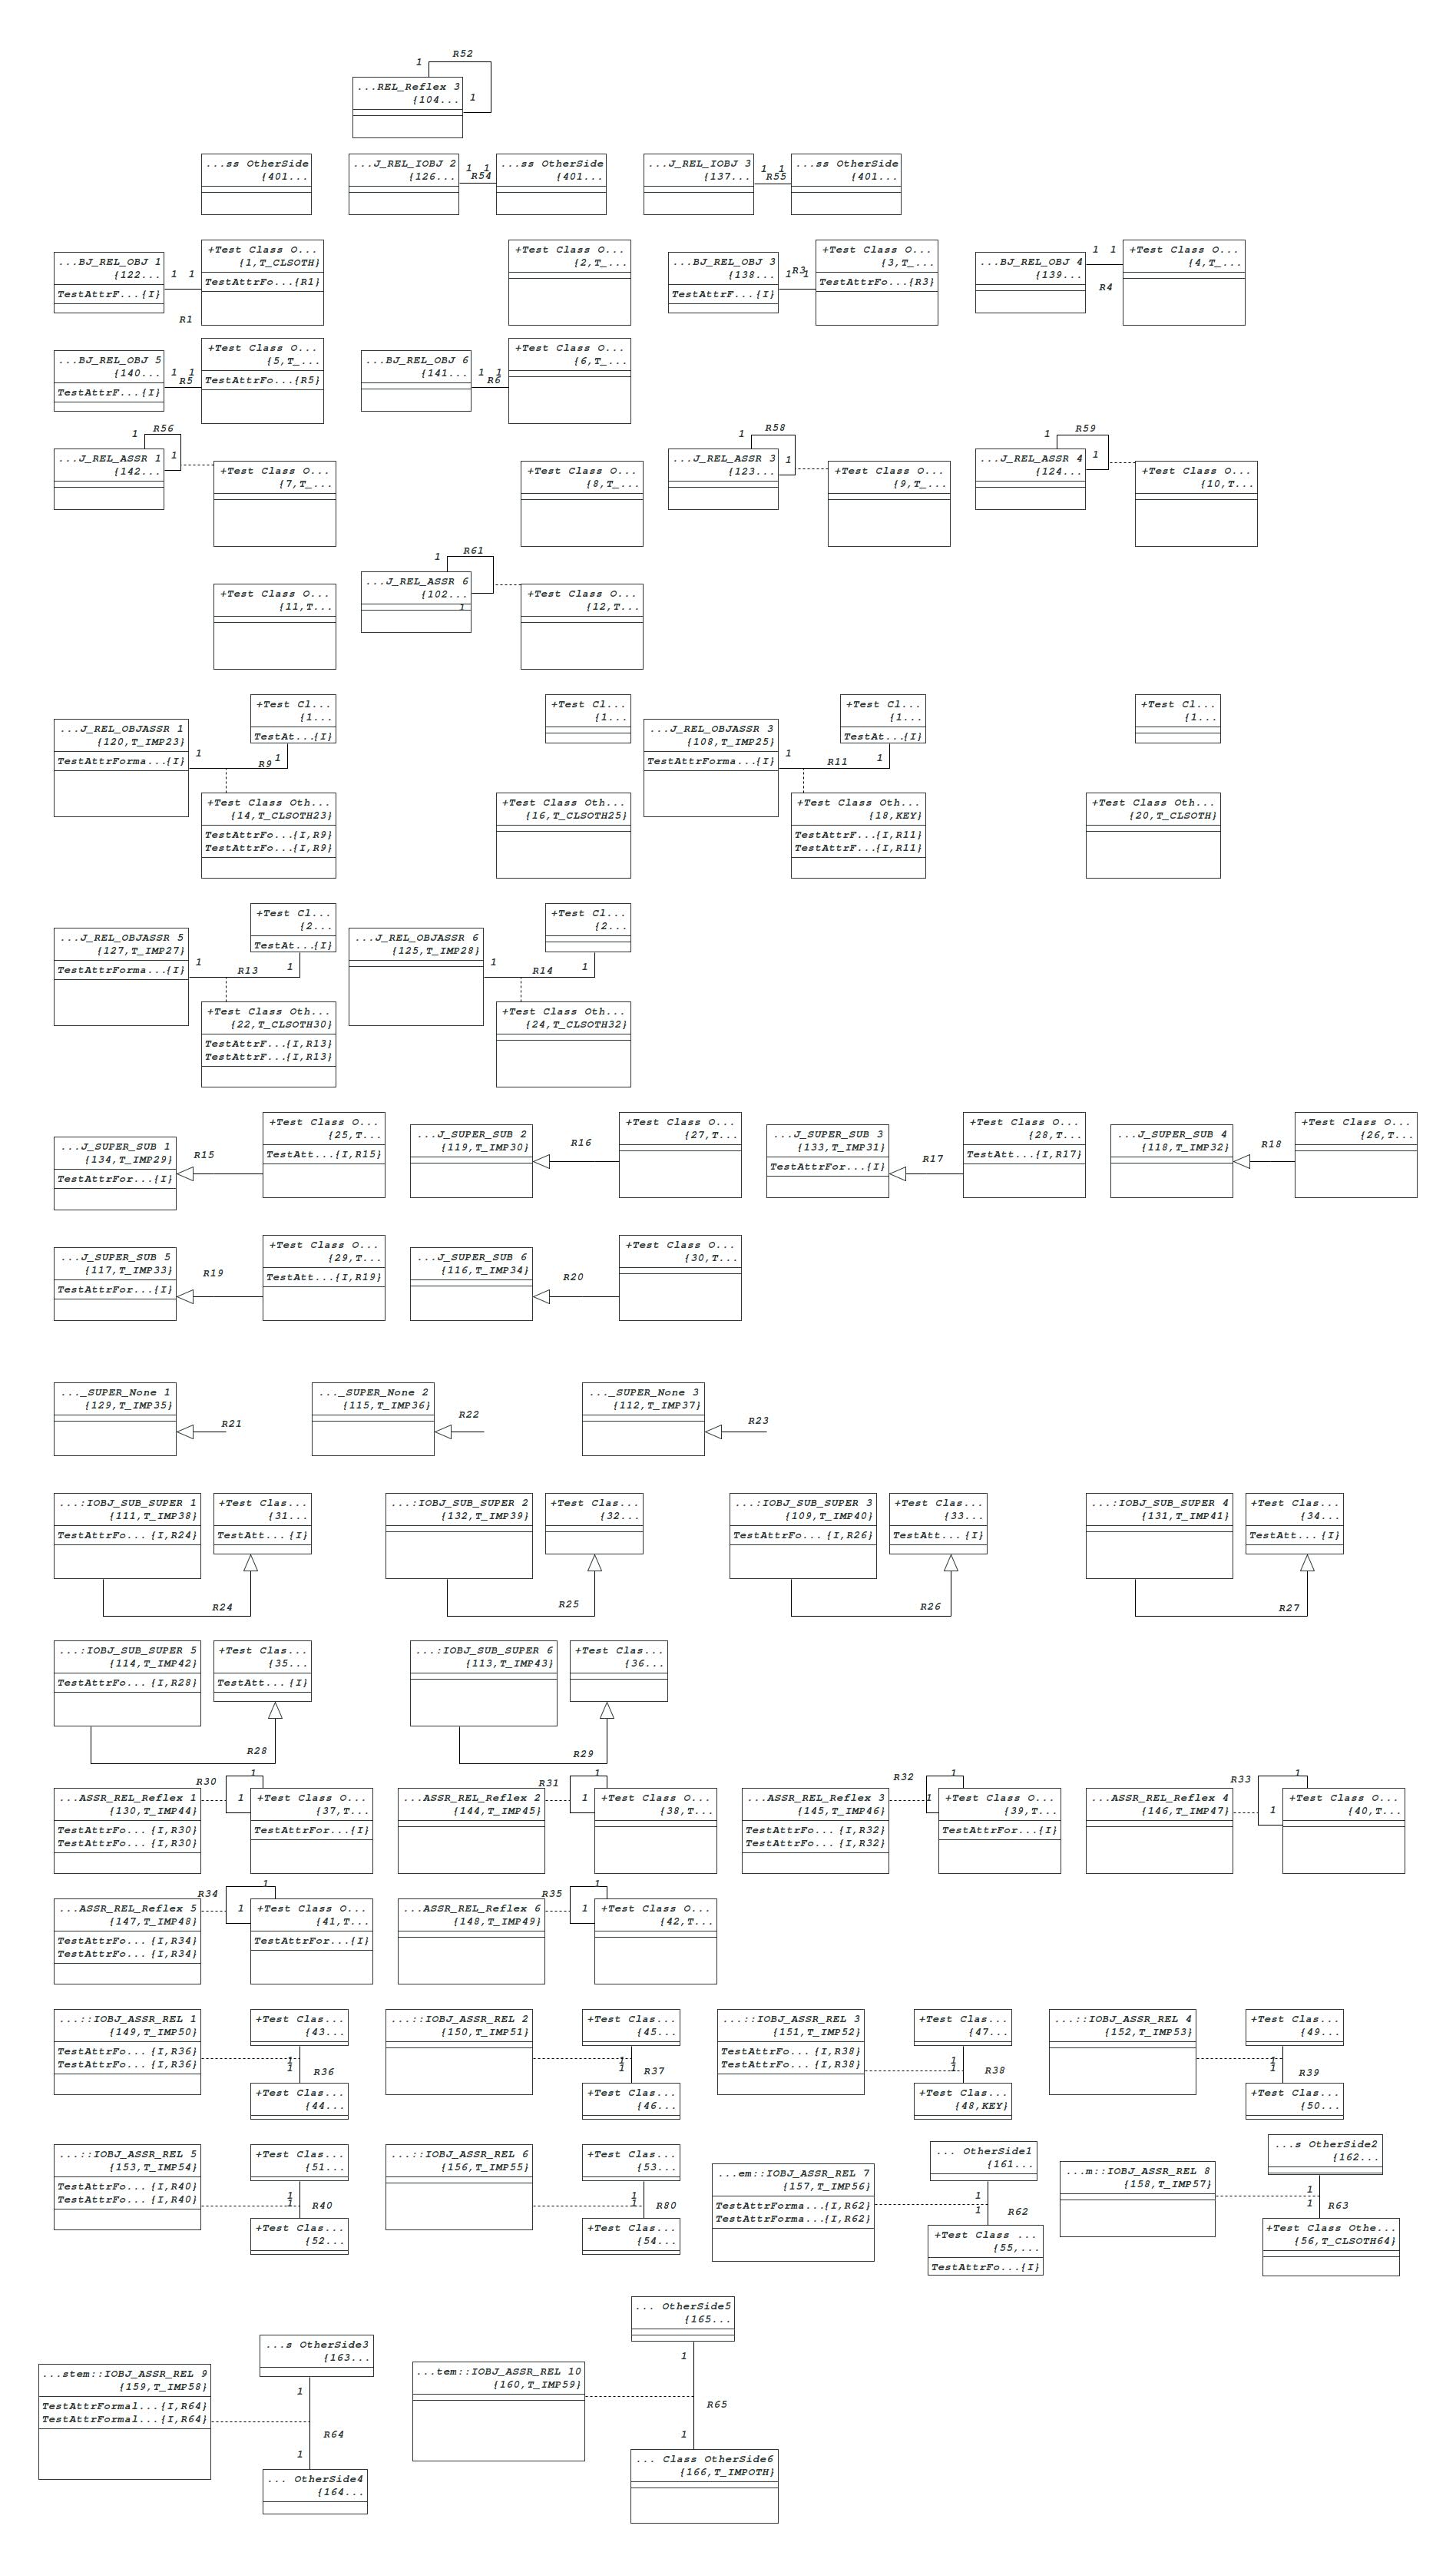 R52
1
...REL_Reflex 3
{104...
1
...ss OtherSide
{401...
...J_REL_IOBJ 2
{126...
1 1
R54
...ss OtherSide
{401...
...J_REL_IOBJ 3
{137...
1 1
R55
...ss OtherSide
{401...
...BJ_REL_OBJ 1
{122...
TestAttrF...{I}
1 1
R1
+Test Class O...
{1,T_CLSOTH}
TestAttrFo...{R1}
+Test Class O...
{2,T_...
...BJ_REL_OBJ 3
{138...
TestAttrF...{I}
1 1
R3
+Test Class O...
{3,T_...
TestAttrFo...{R3}
...BJ_REL_OBJ 4
{139...
1 1
R4
+Test Class O...
{4,T_...
...BJ_REL_OBJ 5
{140...
TestAttrF...{I}
1 1
R5
+Test Class O...
{5,T_...
TestAttrFo...{R5}
...BJ_REL_OBJ 6
{141...
1 1
R6
+Test Class O...
{6,T_...
R56
1
...J_REL_ASSR 1
{142...
1
+Test Class O...
{7,T_...
+Test Class O...
{8,T_...
R58
1
...J_REL_ASSR 3
{123...
1
+Test Class O...
{9,T_...
R59
1
...J_REL_ASSR 4
{124...
1
+Test Class O...
{10,T...
+Test Class O...
{11,T...
R61
1
...J_REL_ASSR 6
{102...
1
+Test Class O...
{12,T...
...J_REL_OBJASSR 1
{120,T_IMP23}
TestAttrForma...{I}
1
R9
1
+Test Cl...
{1...
TestAt...{I}
+Test Class Oth...
{14,T_CLSOTH23}
TestAttrFo...{I,R9}
TestAttrFo...{I,R9}
+Test Cl...
{1...
+Test Class Oth...
{16,T_CLSOTH25}
...J_REL_OBJASSR 3
{108,T_IMP25}
TestAttrForma...{I}
1
R11
1
+Test Cl...
{1...
TestAt...{I}
+Test Class Oth...
{18,KEY}
TestAttrF...{I,R11}
TestAttrF...{I,R11}
+Test Cl...
{1...
+Test Class Oth...
{20,T_CLSOTH}
...J_REL_OBJASSR 5
{127,T_IMP27}
TestAttrForma...{I}
1
R13
1
+Test Cl...
{2...
TestAt...{I}
+Test Class Oth...
{22,T_CLSOTH30}
TestAttrF...{I,R13}
TestAttrF...{I,R13}
...J_REL_OBJASSR 6
{125,T_IMP28}
1
R14
1
+Test Cl...
{2...
+Test Class Oth...
{24,T_CLSOTH32}
...J_SUPER_SUB 1
{134,T_IMP29}
TestAttrFor...{I}
R15
+Test Class O...
{25,T...
TestAtt...{I,R15}
...J_SUPER_SUB 2
{119,T_IMP30}
R16
+Test Class O...
{27,T...
...J_SUPER_SUB 3
{133,T_IMP31}
TestAttrFor...{I}
R17
+Test Class O...
{28,T...
TestAtt...{I,R17}
...J_SUPER_SUB 4
{118,T_IMP32}
R18
+Test Class O...
{26,T...
...J_SUPER_SUB 5
{117,T_IMP33}
TestAttrFor...{I}
R19
+Test Class O...
{29,T...
TestAtt...{I,R19}
...J_SUPER_SUB 6
{116,T_IMP34}
R20
+Test Class O...
{30,T...
..._SUPER_None 1
{129,T_IMP35}
R21
..._SUPER_None 2
{115,T_IMP36}
R22
..._SUPER_None 3
{112,T_IMP37}
R23
...:IOBJ_SUB_SUPER 1
{111,T_IMP38}
TestAttrFo...{I,R24}
+Test Clas...
{31...
TestAtt...{I}
R24
...:IOBJ_SUB_SUPER 2
{132,T_IMP39}
+Test Clas...
{32...
R25
...:IOBJ_SUB_SUPER 3
{109,T_IMP40}
TestAttrFo...{I,R26}
+Test Clas...
{33...
TestAtt...{I}
R26
...:IOBJ_SUB_SUPER 4
{131,T_IMP41}
+Test Clas...
{34...
TestAtt...{I}
R27
...:IOBJ_SUB_SUPER 5
{114,T_IMP42}
TestAttrFo...{I,R28}
+Test Clas...
{35...
TestAtt...{I}
R28
...:IOBJ_SUB_SUPER 6
{113,T_IMP43}
+Test Clas...
{36...
R29
...ASSR_REL_Reflex 1
{130,T_IMP44}
TestAttrFo...{I,R30}
TestAttrFo...{I,R30}
R30
1
1
+Test Class O...
{37,T...
TestAttrFor...{I}
...ASSR_REL_Reflex 2
{144,T_IMP45}
R31
1
1
+Test Class O...
{38,T...
...ASSR_REL_Reflex 3
{145,T_IMP46}
TestAttrFo...{I,R32}
TestAttrFo...{I,R32}
R32
1
1
+Test Class O...
{39,T...
TestAttrFor...{I}
...ASSR_REL_Reflex 4
{146,T_IMP47}
R33
1
1
+Test Class O...
{40,T...
...ASSR_REL_Reflex 5
{147,T_IMP48}
TestAttrFo...{I,R34}
TestAttrFo...{I,R34}
R34
1
1
+Test Class O...
{41,T...
TestAttrFor...{I}
...ASSR_REL_Reflex 6
{148,T_IMP49}
R35
1
1
+Test Class O...
{42,T...
...::IOBJ_ASSR_REL 1
{149,T_IMP50}
TestAttrFo...{I,R36}
TestAttrFo...{I,R36}
+Test Clas...
{43...
1
1
R36
+Test Clas...
{44...
...::IOBJ_ASSR_REL 2
{150,T_IMP51}
+Test Clas...
{45...
1
1
R37
+Test Clas...
{46...
...::IOBJ_ASSR_REL 3
{151,T_IMP52}
TestAttrFo...{I,R38}
TestAttrFo...{I,R38}
+Test Clas...
{47...
1
1
R38
+Test Clas...
{48,KEY}
...::IOBJ_ASSR_REL 4
{152,T_IMP53}
+Test Clas...
{49...
1
1
R39
+Test Clas...
{50...
...::IOBJ_ASSR_REL 5
{153,T_IMP54}
TestAttrFo...{I,R40}
TestAttrFo...{I,R40}
+Test Clas...
{51...
1
1
R40
+Test Clas...
{52...
...::IOBJ_ASSR_REL 6
{156,T_IMP55}
+Test Clas...
{53...
1
1
R80
+Test Clas...
{54...
...em::IOBJ_ASSR_REL 7
{157,T_IMP56}
TestAttrForma...{I,R62}
TestAttrForma...{I,R62}
... OtherSide1
{161...
1
1
R62
+Test Class ...
{55,...
TestAttrFo...{I}
...m::IOBJ_ASSR_REL 8
{158,T_IMP57}
...s OtherSide2
{162...
1
1
R63
+Test Class Othe...
{56,T_CLSOTH64}
...stem::IOBJ_ASSR_REL 9
{159,T_IMP58}
TestAttrFormal...{I,R64}
TestAttrFormal...{I,R64}
...s OtherSide3
{163...
1
R64
1
... OtherSide4
{164...
...tem::IOBJ_ASSR_REL 10
{160,T_IMP59}
... OtherSide5
{165...
1
R65
1
... Class OtherSide6
{166,T_IMPOTH}